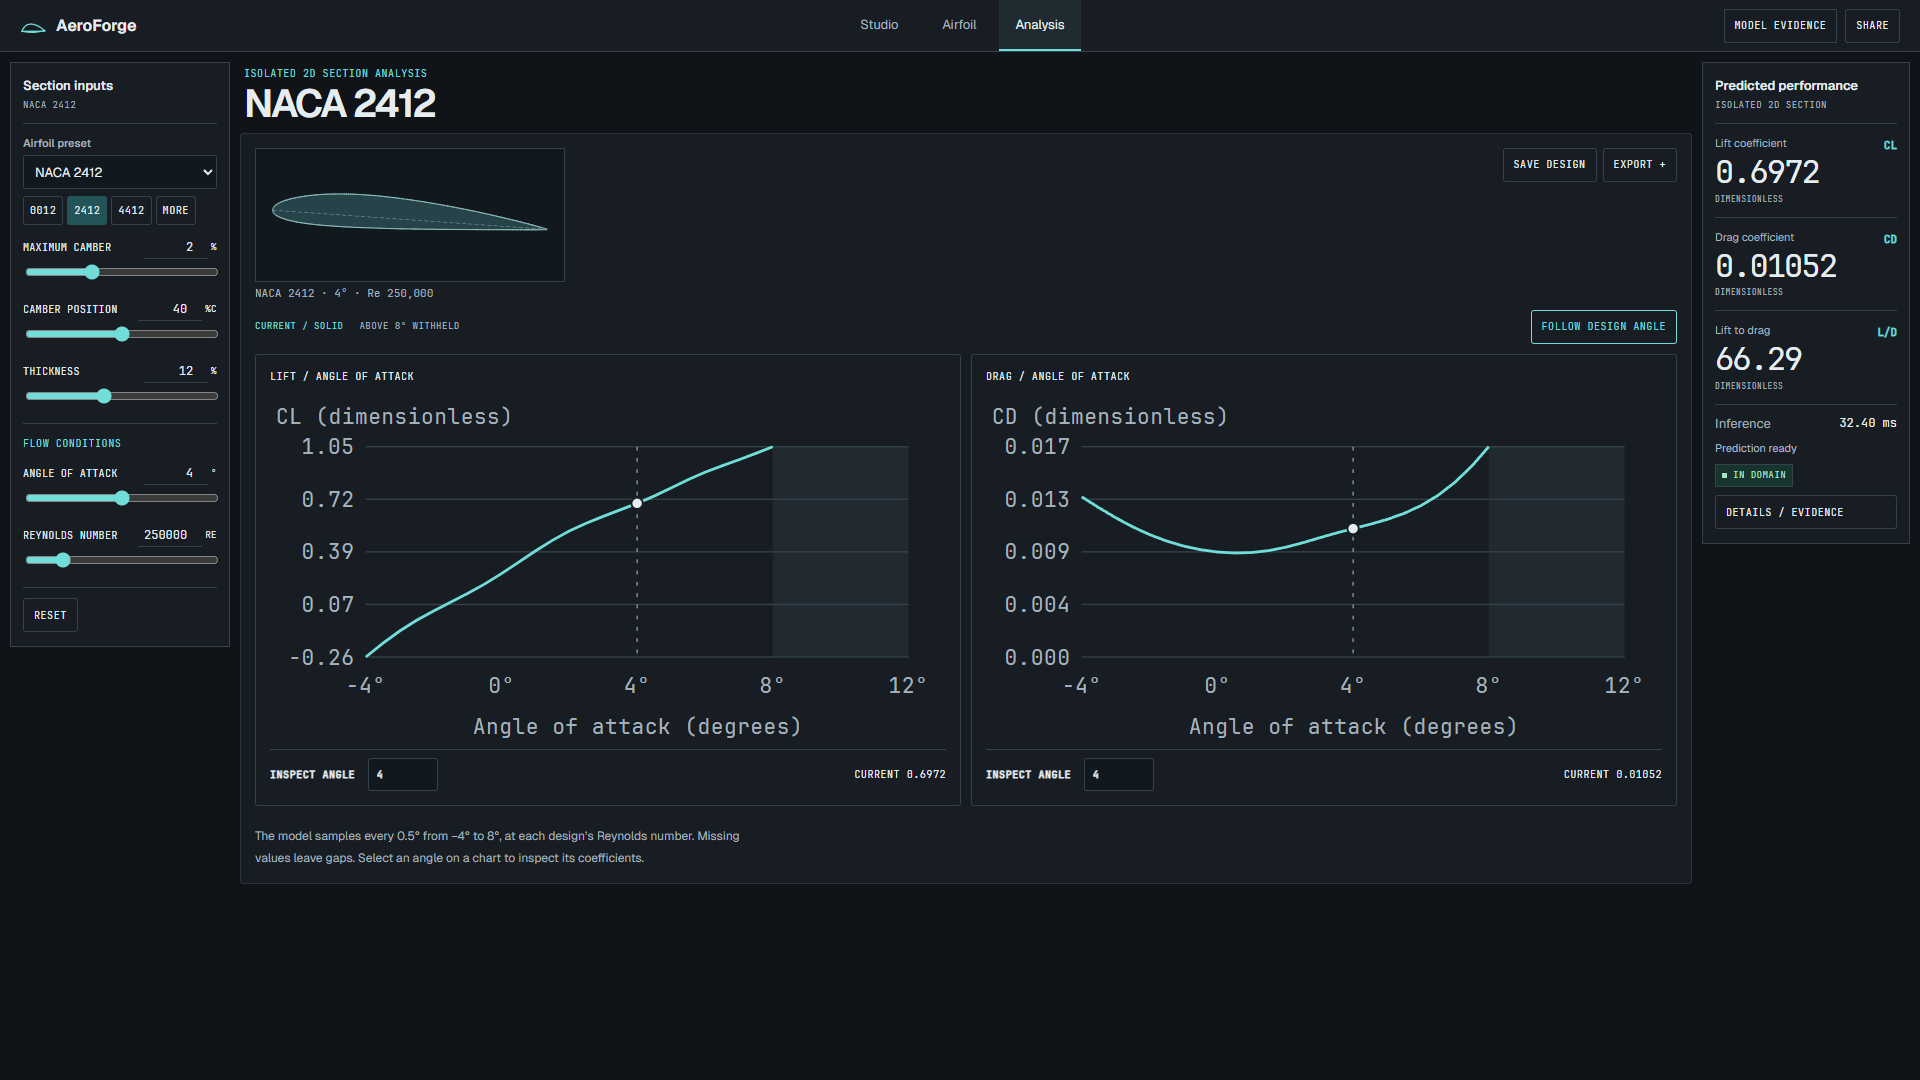 AeroForge
Studio
Airfoil
Analysis
MODEL EVIDENCE
SHARE
Section inputs
NACA 2412
Airfoil preset
NACA 2412
0012
2412
4412
MORE
MAXIMUM CAMBER
2 %
CAMBER POSITION
40 %C
THICKNESS
12 %
FLOW CONDITIONS
ANGLE OF ATTACK
4 °
REYNOLDS NUMBER
250000 RE
RESET
ISOLATED 2D SECTION ANALYSIS
NACA 2412
SAVE DESIGN
EXPORT +
NACA 2412 · 4° · Re 250,000
CURRENT / SOLID
ABOVE 8° WITHHELD
FOLLOW DESIGN ANGLE
LIFT / ANGLE OF ATTACK
CL (dimensionless)
1.05
0.72
0.39
0.07
-0.26
-4° 0° 4° 8° 12°
Angle of attack (degrees)
INSPECT ANGLE 4
CURRENT 0.6972
DRAG / ANGLE OF ATTACK
CD (dimensionless)
0.017
0.013
0.009
0.004
0.000
-4° 0° 4° 8° 12°
Angle of attack (degrees)
INSPECT ANGLE 4
CURRENT 0.01052
The model samples every 0.5° from −4° to 8°, at each design's Reynolds number. Missing
values leave gaps. Select an angle on a chart to inspect its coefficients.
Predicted performance
ISOLATED 2D SECTION
Lift coefficient CL
0.6972
DIMENSIONLESS
Drag coefficient CD
0.01052
DIMENSIONLESS
Lift to drag L/D
66.29
DIMENSIONLESS
Inference 32.40 ms
Prediction ready
IN DOMAIN
DETAILS / EVIDENCE